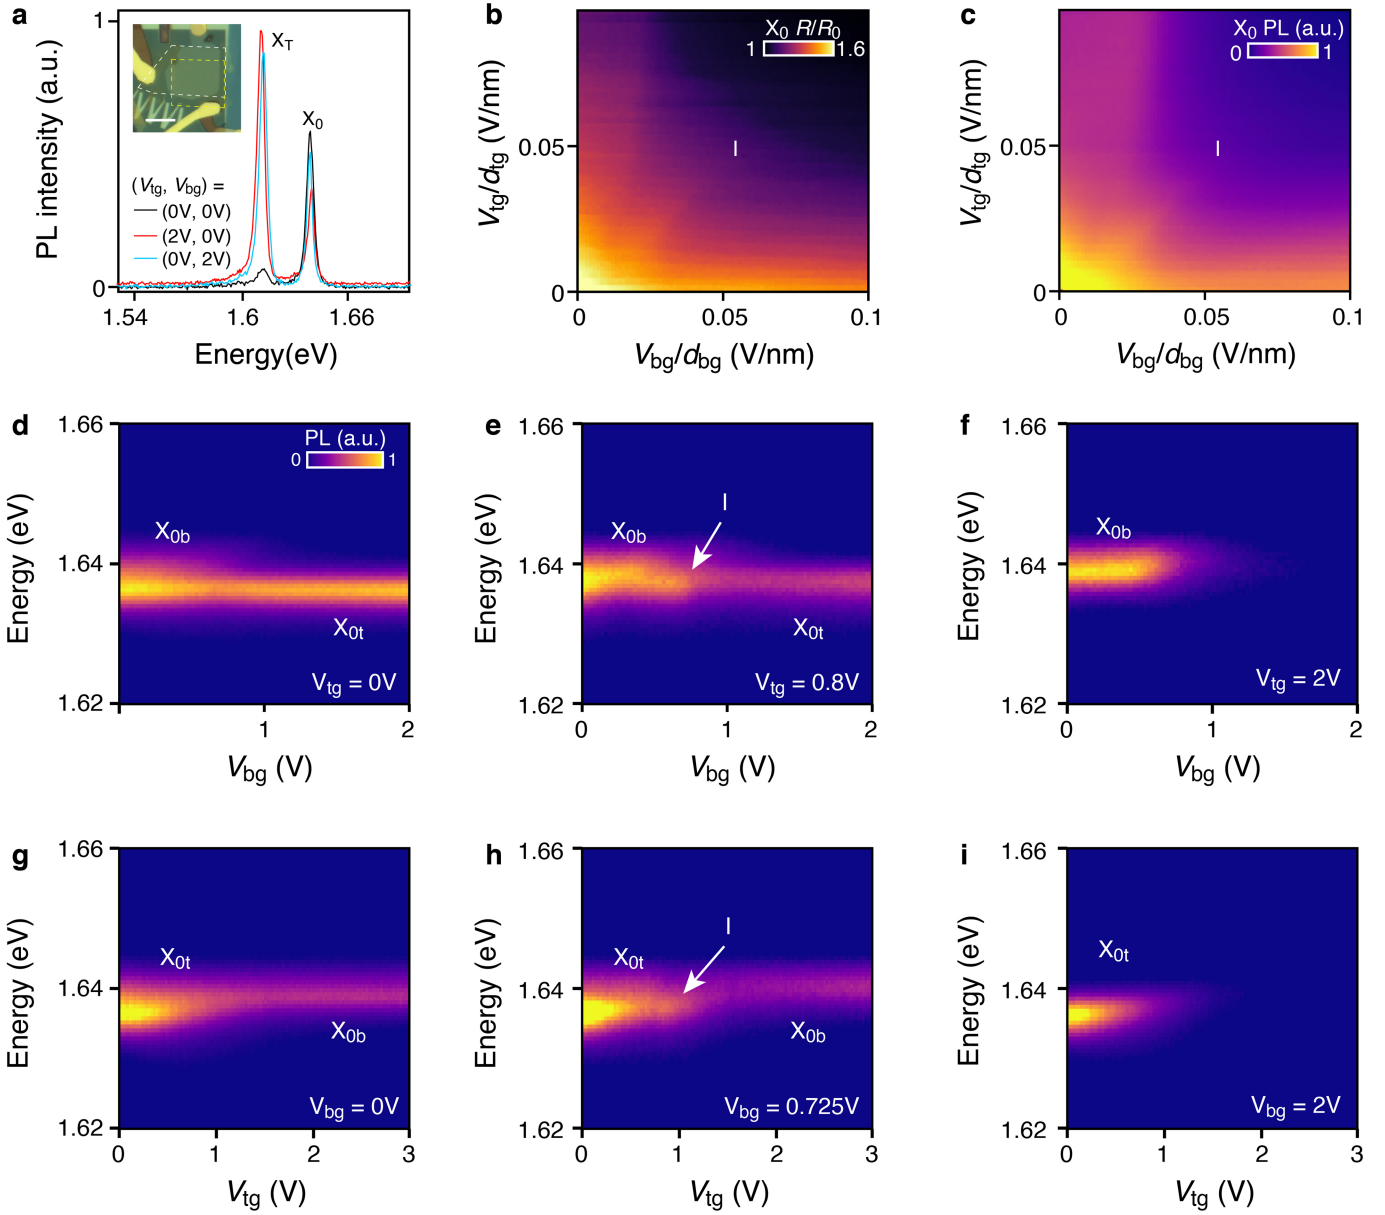 a
PL intensity (a.u.)
1
0
X_T
X_0
(V_tg, V_bg) =
(0V, 0V)
(2V, 0V)
(0V, 2V)
1.54
1.6
1.66
Energy(eV)
b
V_tg/d_tg (V/nm)
X_0 R/R_0
1
1.6
I
0.05
0
0
0.05
0.1
V_bg/d_bg (V/nm)
c
V_tg/d_tg (V/nm)
X_0 PL (a.u.)
0
1
I
0.05
0
0
0.05
0.1
V_bg/d_bg (V/nm)
d
Energy (eV)
1.66
1.64
1.62
PL (a.u.)
0
1
X_0b
X_0t
V_tg = 0V
1
2
V_bg (V)
e
Energy (eV)
1.66
1.64
1.62
I
X_0b
X_0t
V_tg = 0.8V
0
1
2
V_bg (V)
f
Energy (eV)
1.66
1.64
1.62
X_0b
V_tg = 2V
0
1
2
V_bg (V)
g
Energy (eV)
1.66
1.64
1.62
X_0t
X_0b
V_bg = 0V
0
1
2
3
V_tg (V)
h
Energy (eV)
1.66
1.64
1.62
I
X_0t
X_0b
V_bg = 0.725V
0
1
2
3
V_tg (V)
i
Energy (eV)
1.66
1.64
1.62
X_0t
V_bg = 2V
0
1
2
3
V_tg (V)